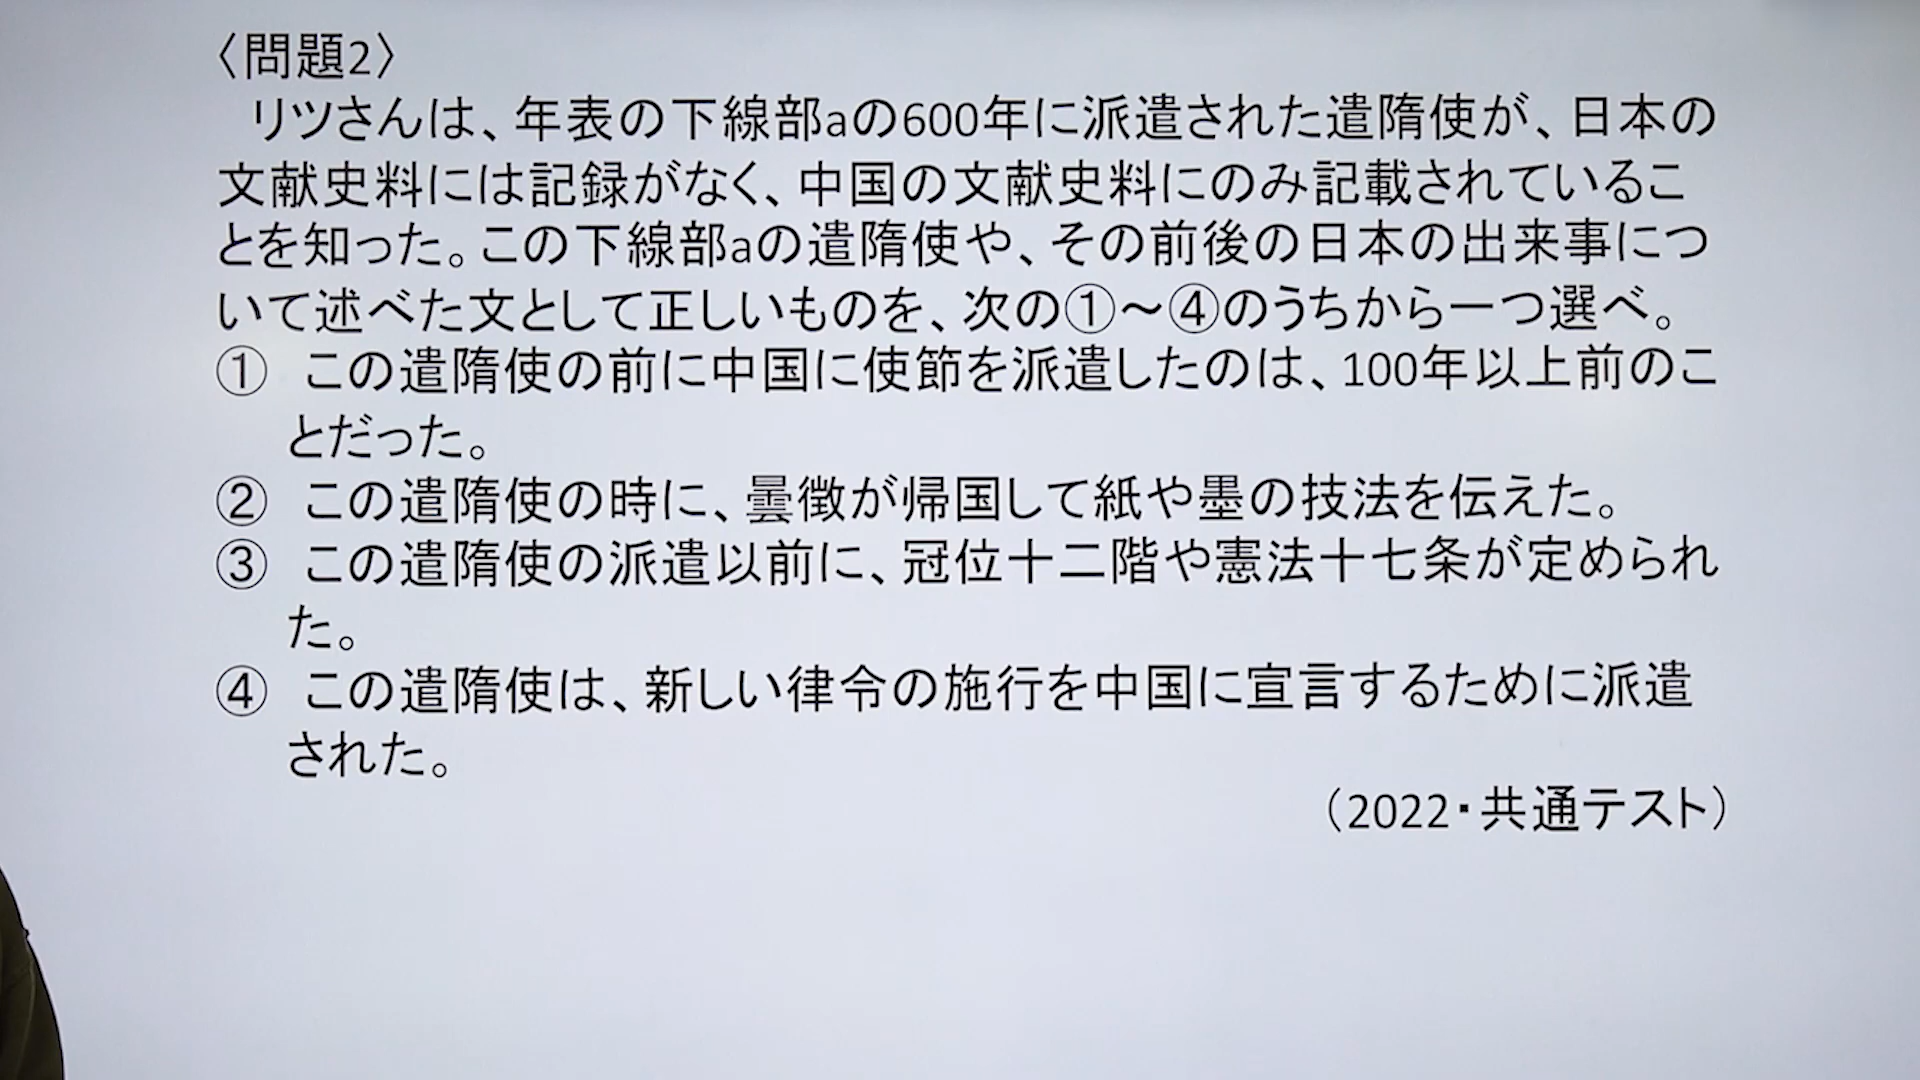 〈問題2〉
リツさんは、年表の下線部aの600年に派遣された遣隋使が、日本の
文献史料には記録がなく、中国の文献史料にのみ記載されているこ
とを知った。この下線部aの遣隋使や、その前後の日本の出来事につ
いて述べた文として正しいものを、次の①～④のうちから一つ選べ。
① この遣隋使の前に中国に使節を派遣したのは、100年以上前のこ
とだった。
② この遣隋使の時に、曇徴が帰国して紙や墨の技法を伝えた。
③ この遣隋使の派遣以前に、冠位十二階や憲法十七条が定められ
た。
④ この遣隋使は、新しい律令の施行を中国に宣言するために派遣
された。
（2022・共通テスト）